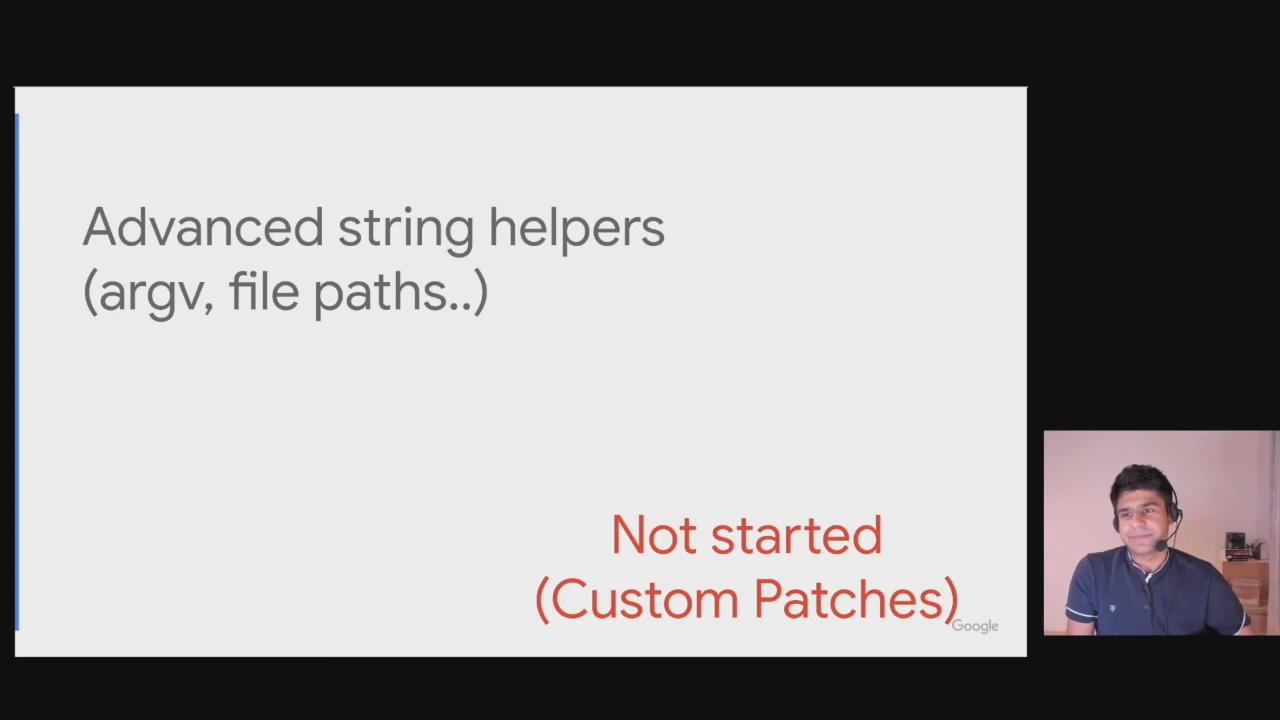 Advanced string helpers
(argv, file paths..)
Not started
(Custom Patches)
Google